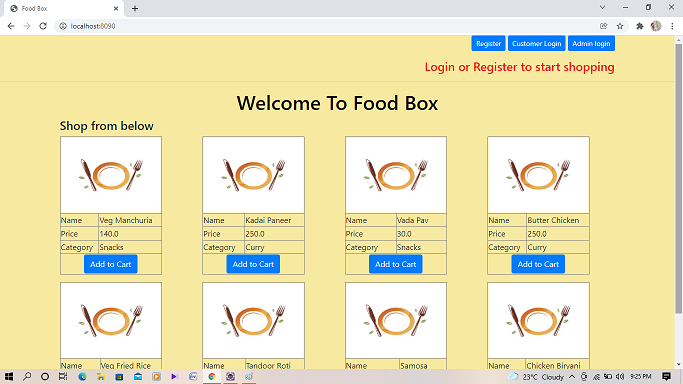 Food Box
localhost:8090
Register Customer Login Admin login
Login or Register to start shopping
Welcome To Food Box
Shop from below
Name Veg Manchuria Name Kadai Paneer Name Vada Pav Name Butter Chicken
Price 140.0 Price 250.0 Price 30.0 Price 250.0
Category Snacks Category Curry Category Snacks Category Curry
Add to Cart Add to Cart Add to Cart Add to Cart
Name Veg Fried Rice Name Tandoor Roti Name Samosa Name Chicken Biryani
23°C Cloudy 9:25 PM